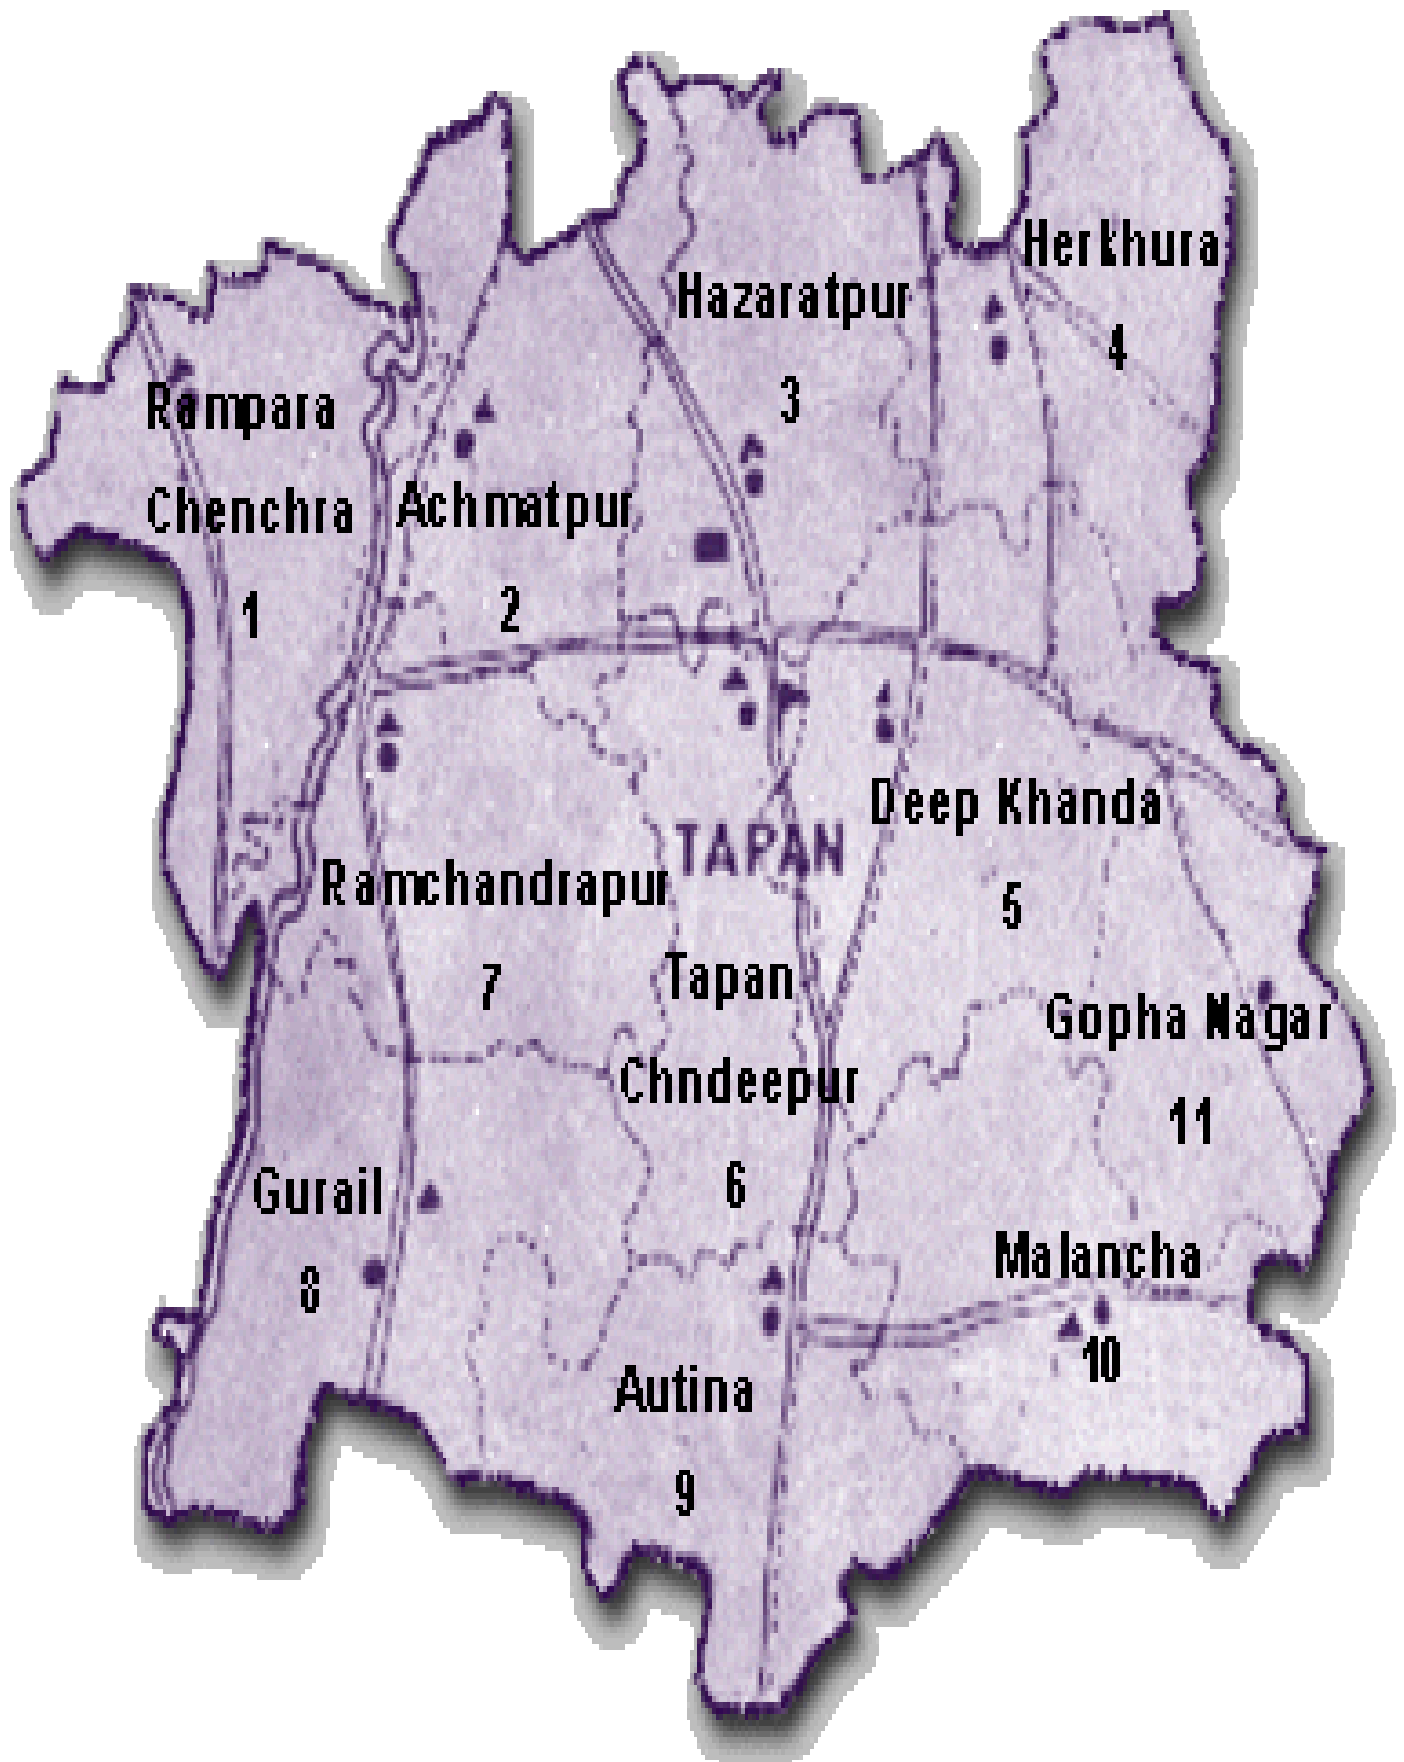 Herkhura
4
Hazaratpur
3
Rampara
Chenchra
1
Achmatpur
2
Deep Khanda
5
TAPAN
Ramchandrapur
7
Tapan
Chndeepur
6
Gopha Nagar
11
Gurail
8
Malancha
10
Autina
9